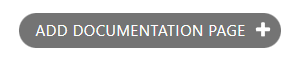 ADD DOCUMENTATION PAGE +